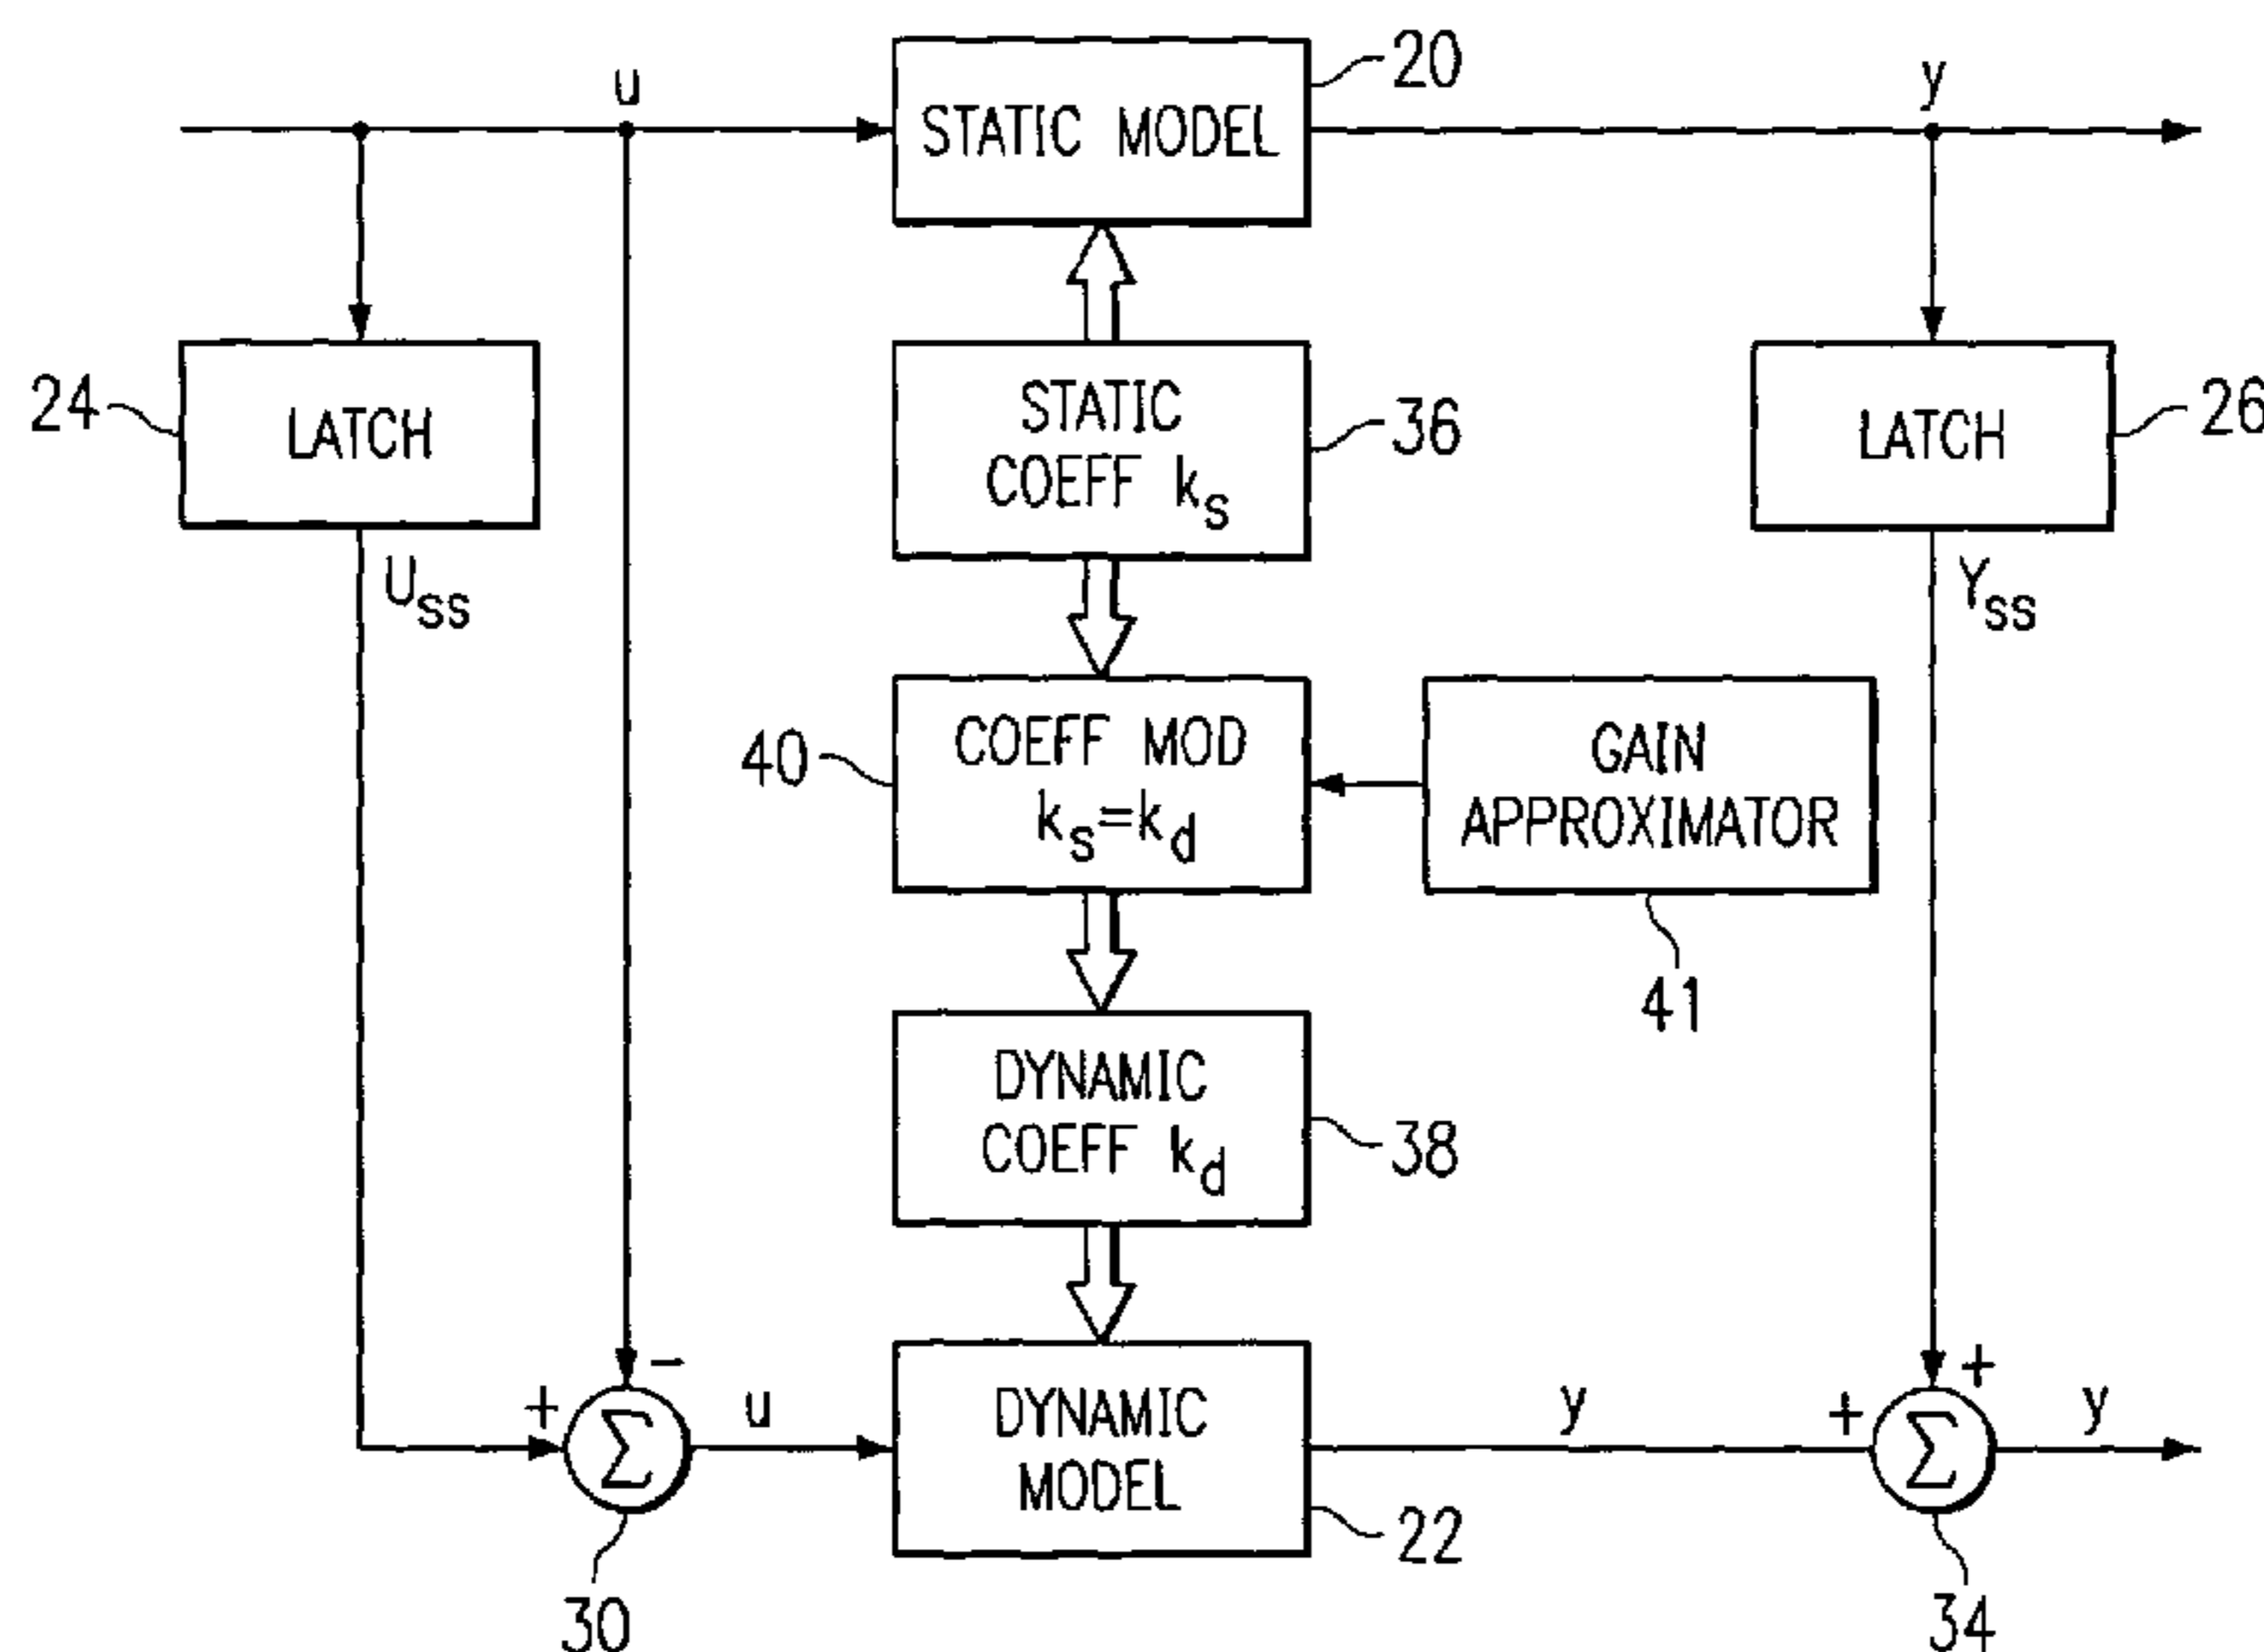 u
STATIC MODEL
20
y
24
LATCH
STATIC
COEFF ks
36
LATCH
26
Uss
Yss
40
COEFF MOD
ks=kd
GAIN
APPROXIMATOR
41
DYNAMIC
COEFF kd
38
+
-
Σ
30
u
DYNAMIC
MODEL
22
y
+
+
Σ
34
y